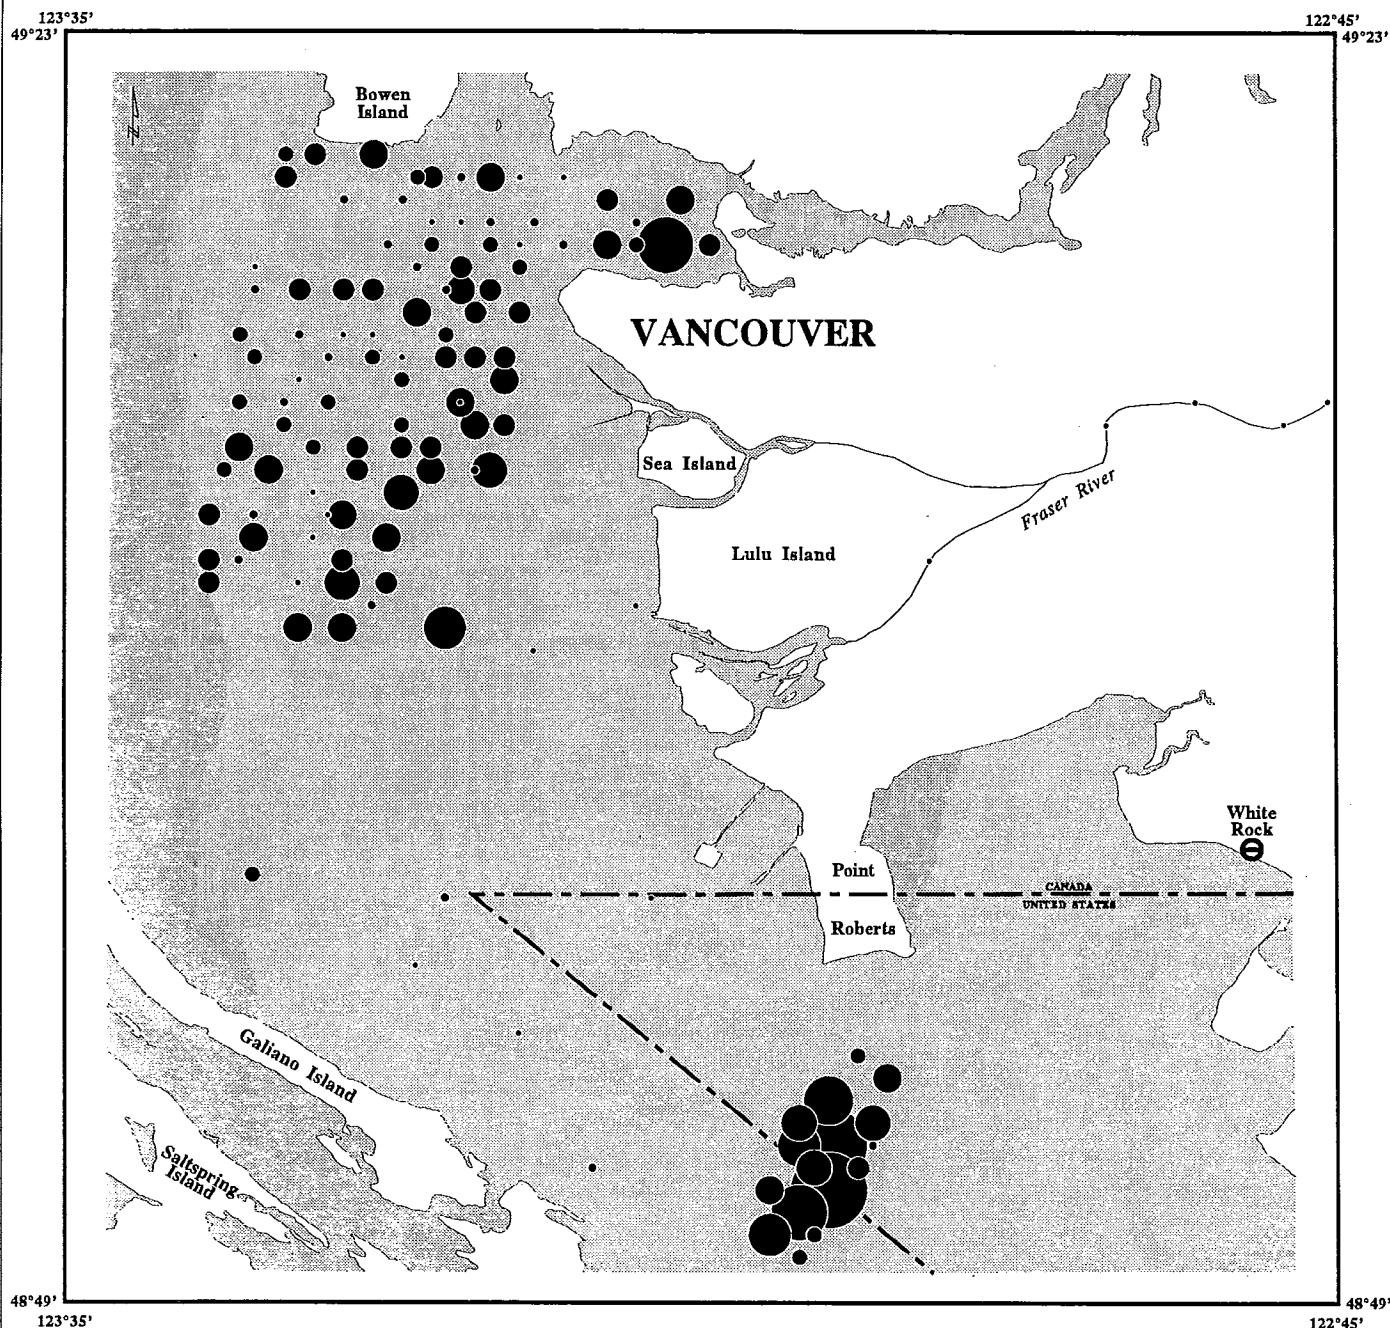 123°35'
122°45'
49°23'
49°23'
Bowen
Island
N
VANCOUVER
Sea Island
Fraser River
Lulu Island
White
Rock
Point
CANADA
UNITED STATES
Roberts
Galiano Island
Saltspring
Island
48°49'
48°49'
123°35'
122°45'